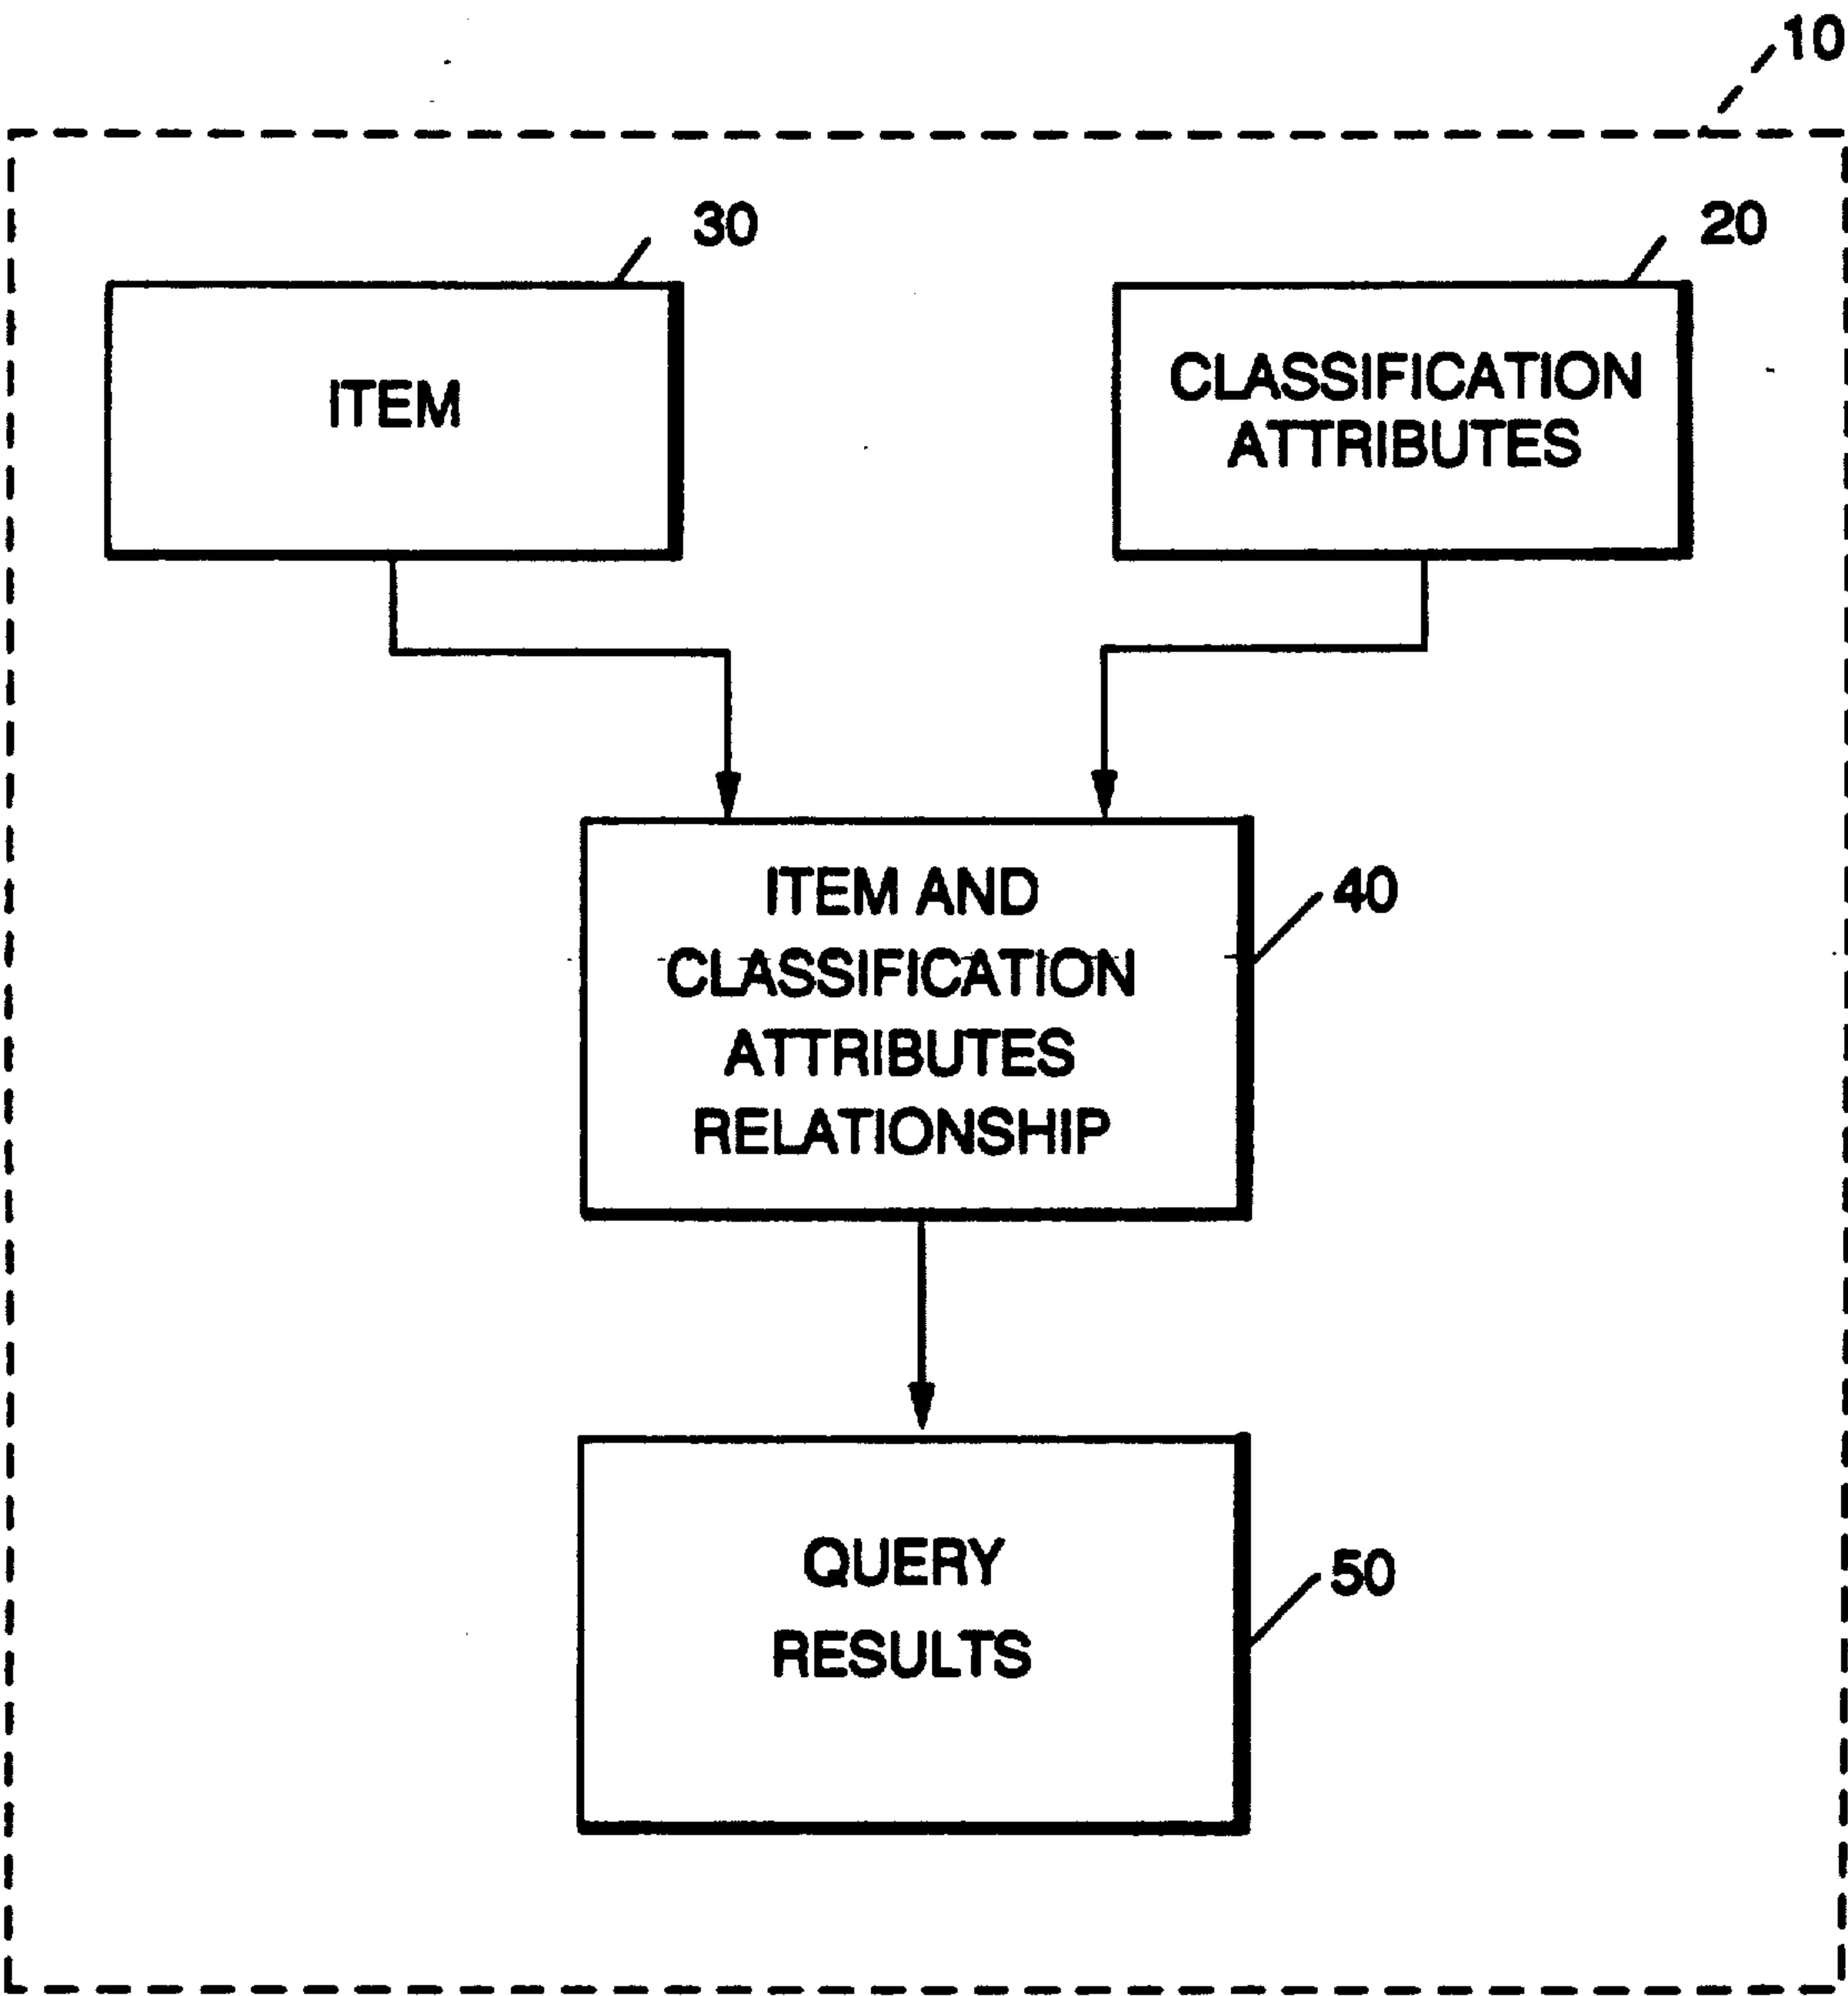 10
30
20
ITEM
CLASSIFICATION
ATTRIBUTES
ITEM AND
CLASSIFICATION
ATTRIBUTES
RELATIONSHIP
40
QUERY
RESULTS
50